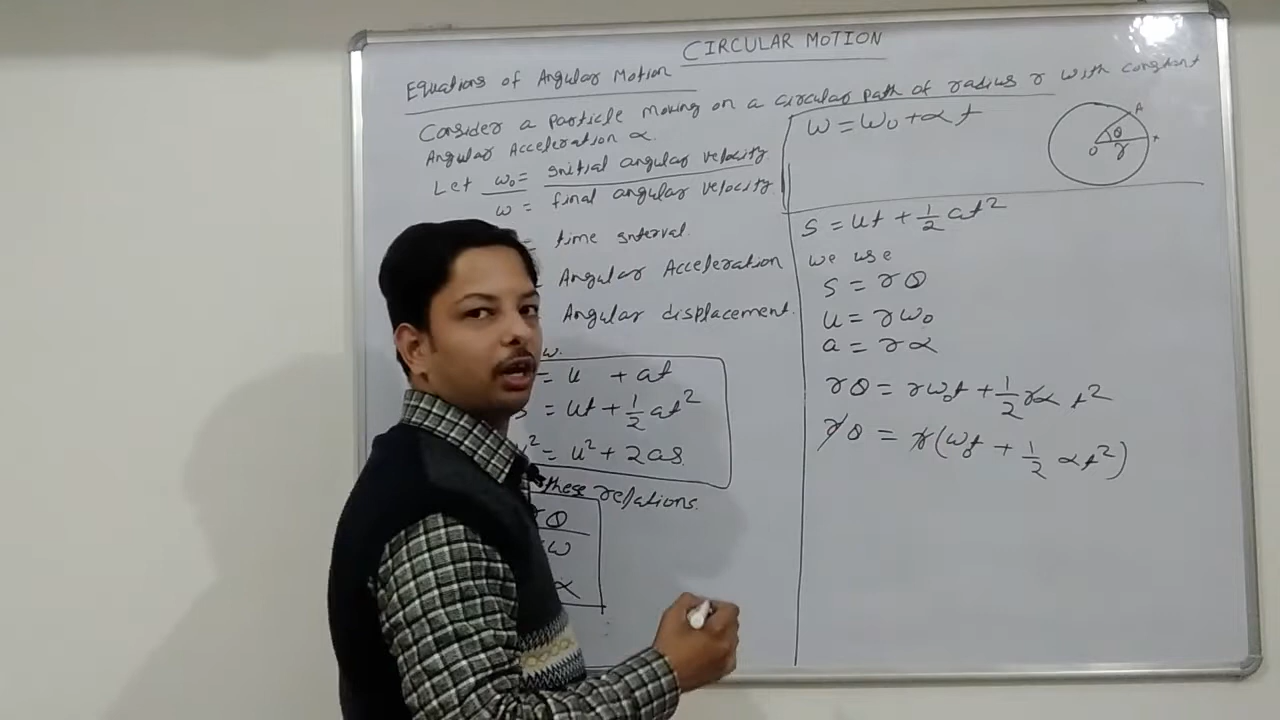 CIRCULAR MOTION
Equations of Angular Motion
Consider a particle moving on a circular path of radius r with constant
Angular Acceleration α.
Let ω₀ = initial angular velocity
ω = final angular velocity
= time interval.
Angular Acceleration
Angular displacement.
ω.
= u + at
s = ut + 1/2 at²
v² = u² + 2as
these relations.
rθ
ω
α
ω = ω₀ + αt
A
θ
O
r
x
s = ut + 1/2 at²
we use
s = rθ
u = rω₀
a = rα
rθ = rω₀t + 1/2 rα t²
rθ = r(ω₀t + 1/2 αt²)